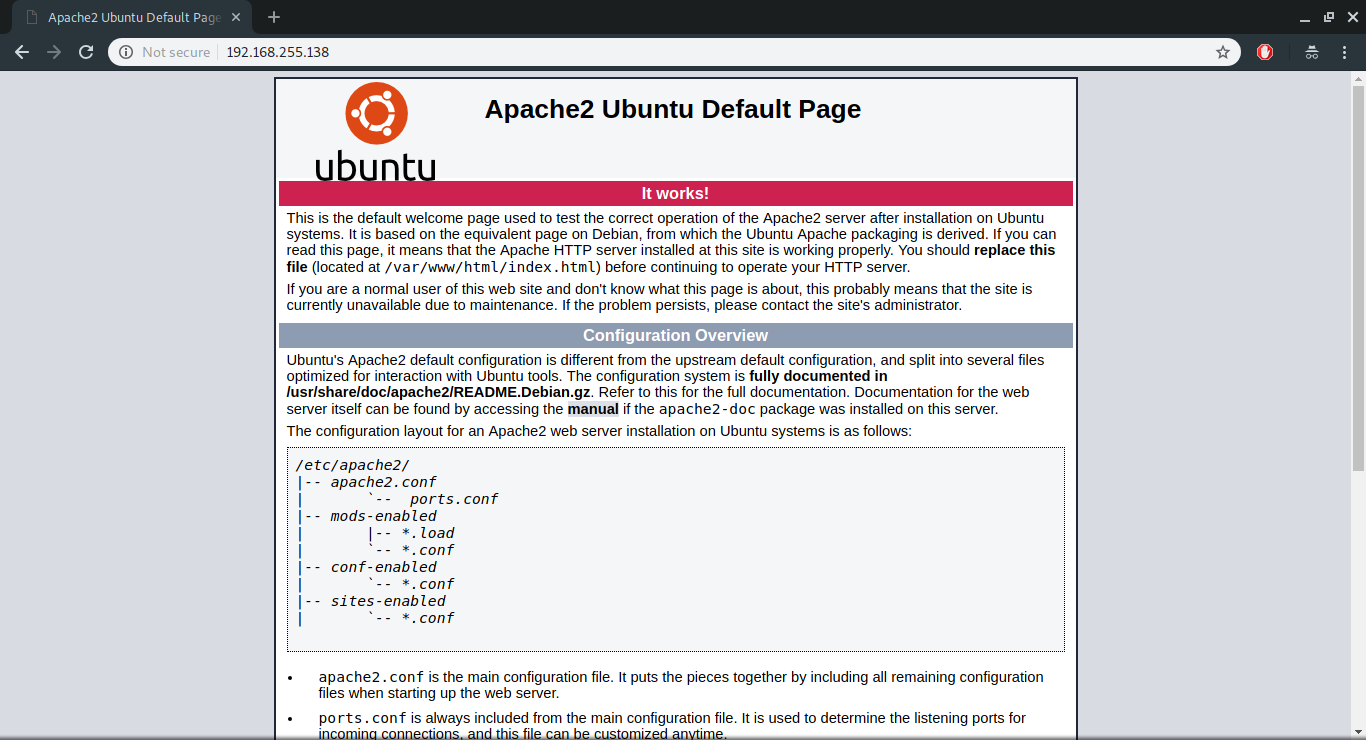 Apache2 Ubuntu Default Page
Not secure
192.168.255.138
ubuntu
Apache2 Ubuntu Default Page
It works!
This is the default welcome page used to test the correct operation of the Apache2 server after installation on Ubuntu
systems. It is based on the equivalent page on Debian, from which the Ubuntu Apache packaging is derived. If you can
read this page, it means that the Apache HTTP server installed at this site is working properly. You should replace this
file (located at /var/www/html/index.html) before continuing to operate your HTTP server.
If you are a normal user of this web site and don't know what this page is about, this probably means that the site is
currently unavailable due to maintenance. If the problem persists, please contact the site's administrator.
Configuration Overview
Ubuntu's Apache2 default configuration is different from the upstream default configuration, and split into several files
optimized for interaction with Ubuntu tools. The configuration system is fully documented in
/usr/share/doc/apache2/README.Debian.gz. Refer to this for the full documentation. Documentation for the web
server itself can be found by accessing the manual if the apache2-doc package was installed on this server.
The configuration layout for an Apache2 web server installation on Ubuntu systems is as follows:
/etc/apache2/
|-- apache2.conf
|       `--  ports.conf
|-- mods-enabled
|       |-- *.load
|       `-- *.conf
|-- conf-enabled
|       `-- *.conf
|-- sites-enabled
|       `-- *.conf
• apache2.conf is the main configuration file. It puts the pieces together by including all remaining configuration
files when starting up the web server.
• ports.conf is always included from the main configuration file. It is used to determine the listening ports for
incoming connections, and this file can be customized anytime.